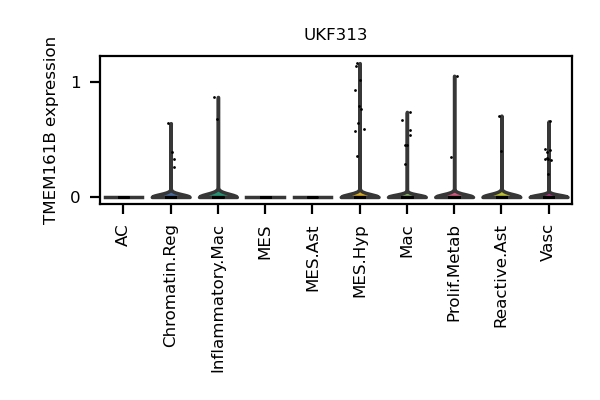 UKF313
TMEM161B expression
1
0
AC
Chromatin.Reg
Inflammatory.Mac
MES
MES.Ast
MES.Hyp
Mac
Prolif.Metab
Reactive.Ast
Vasc